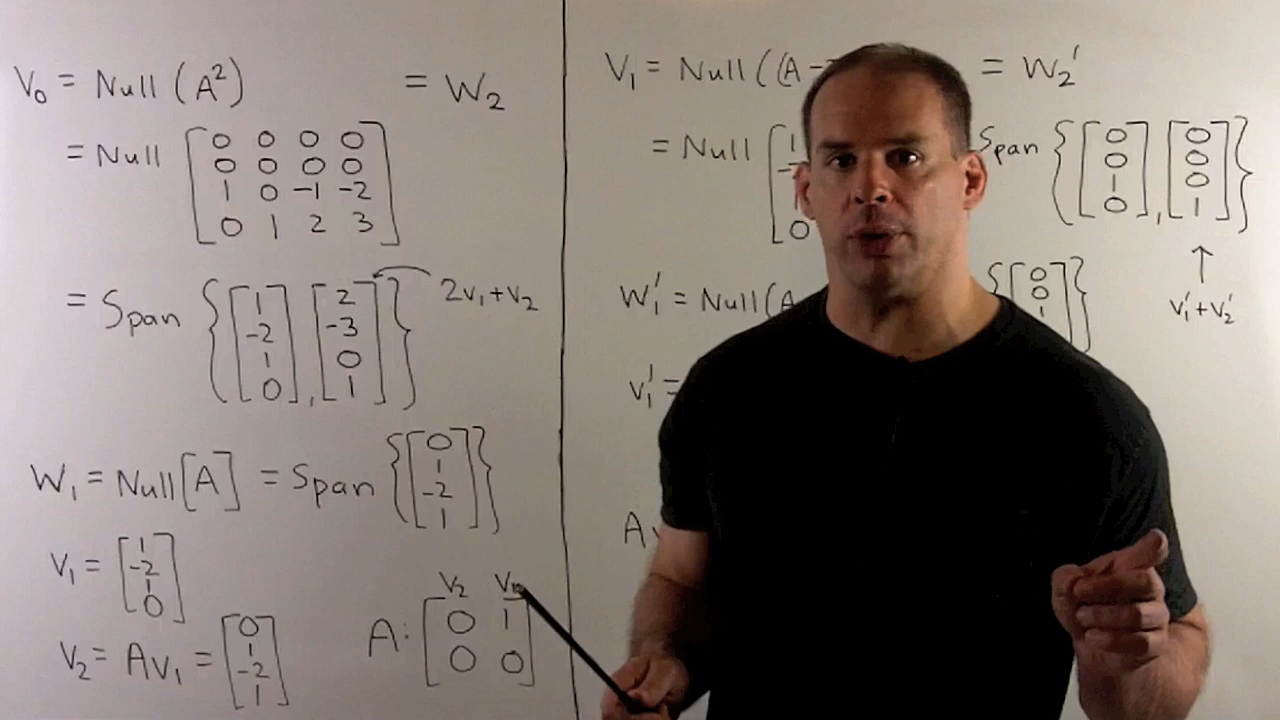 V₀ = Null (A²) = W₂
= Null [ 0 0 0 0
0 0 0 0
1 0 -1 -2
0 1 2 3 ]
= Span { [ 1 -2 1 0 ] , [ 2 -3 0 1 ] } 2v₁+v₂
W₁ = Null[A] = Span { [ 0 1 -2 1 ] }
v₁ = [ 1 -2 1 0 ]
v₂ = Av₁ = [ 0 1 -2 1 ]
v₂
A: [ 0 1
0 0 ]
V₁ = Null ((A - = W₂'
= Null [ Span { [ 0 0 1 0 ] , [ 0 0 0 1 ] }
0
v₁'+v₂'
W₁' = Null(A { [ 0 0
v₁' =
A